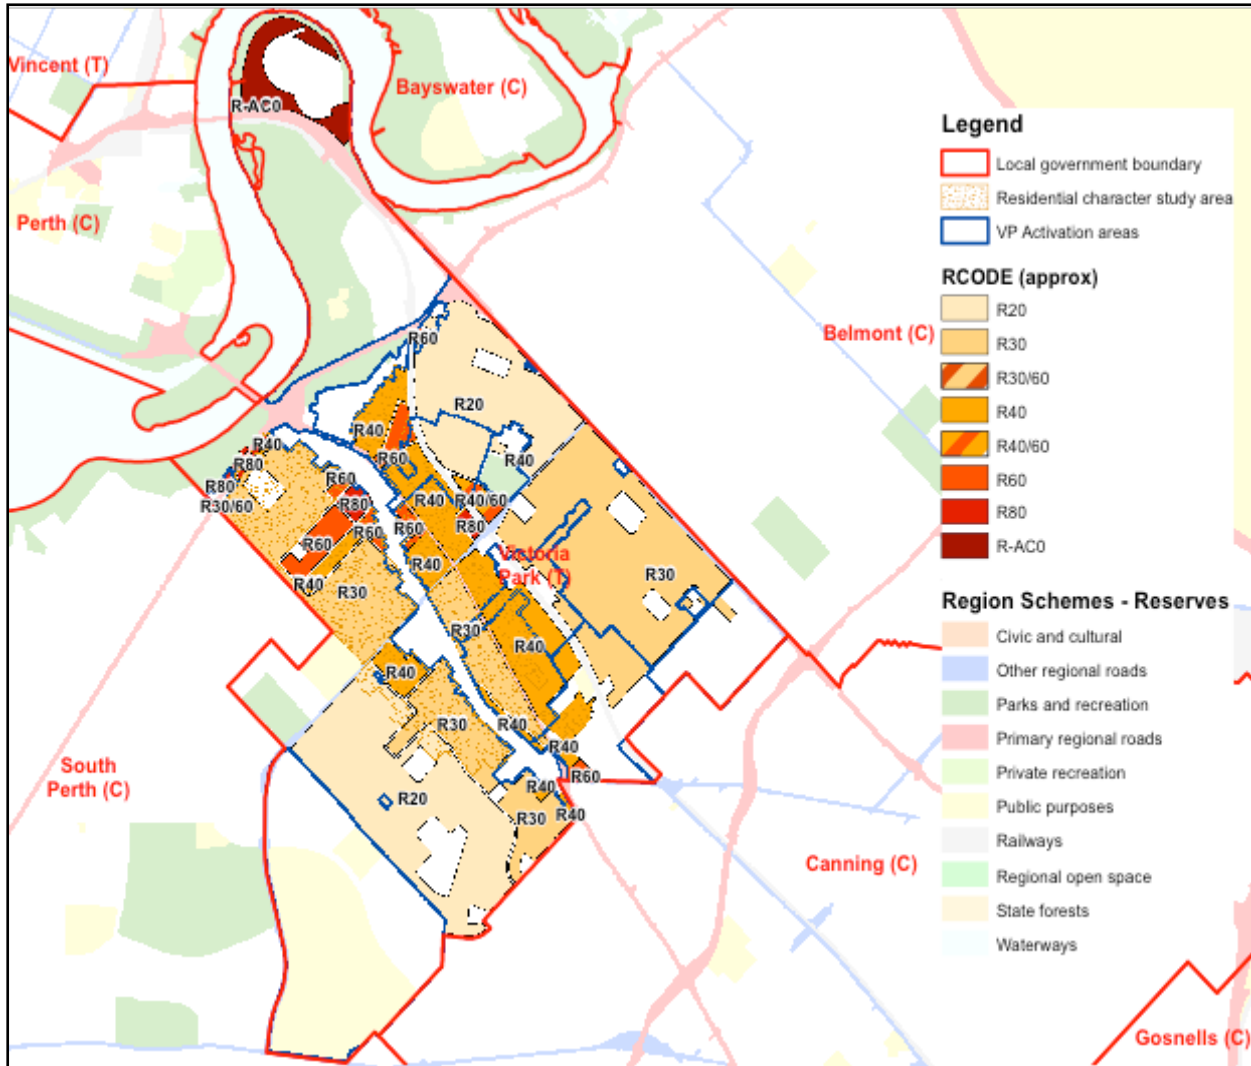 Vincent (T)
Bayswater (C)
R-AC0
Perth (C)
Belmont (C)
R60
R20
R40
R40
R40
R60
R80
R80
R30/60
R60
R80
R60
R60
R40
R40/60
R60
R80
R40
Victoria
Park (T)
R40
R30
R30
R30
R40
R40
R30
R40
R40
R60
South
Perth (C)
R20
R40
R30
R40
Canning (C)
Gosnells (C)
Legend
Local government boundary
Residential character study area
VP Activation areas
RCODE (approx)
R20
R30
R30/60
R40
R40/60
R60
R80
R-AC0
Region Schemes - Reserves
Civic and cultural
Other regional roads
Parks and recreation
Primary regional roads
Private recreation
Public purposes
Railways
Regional open space
State forests
Waterways